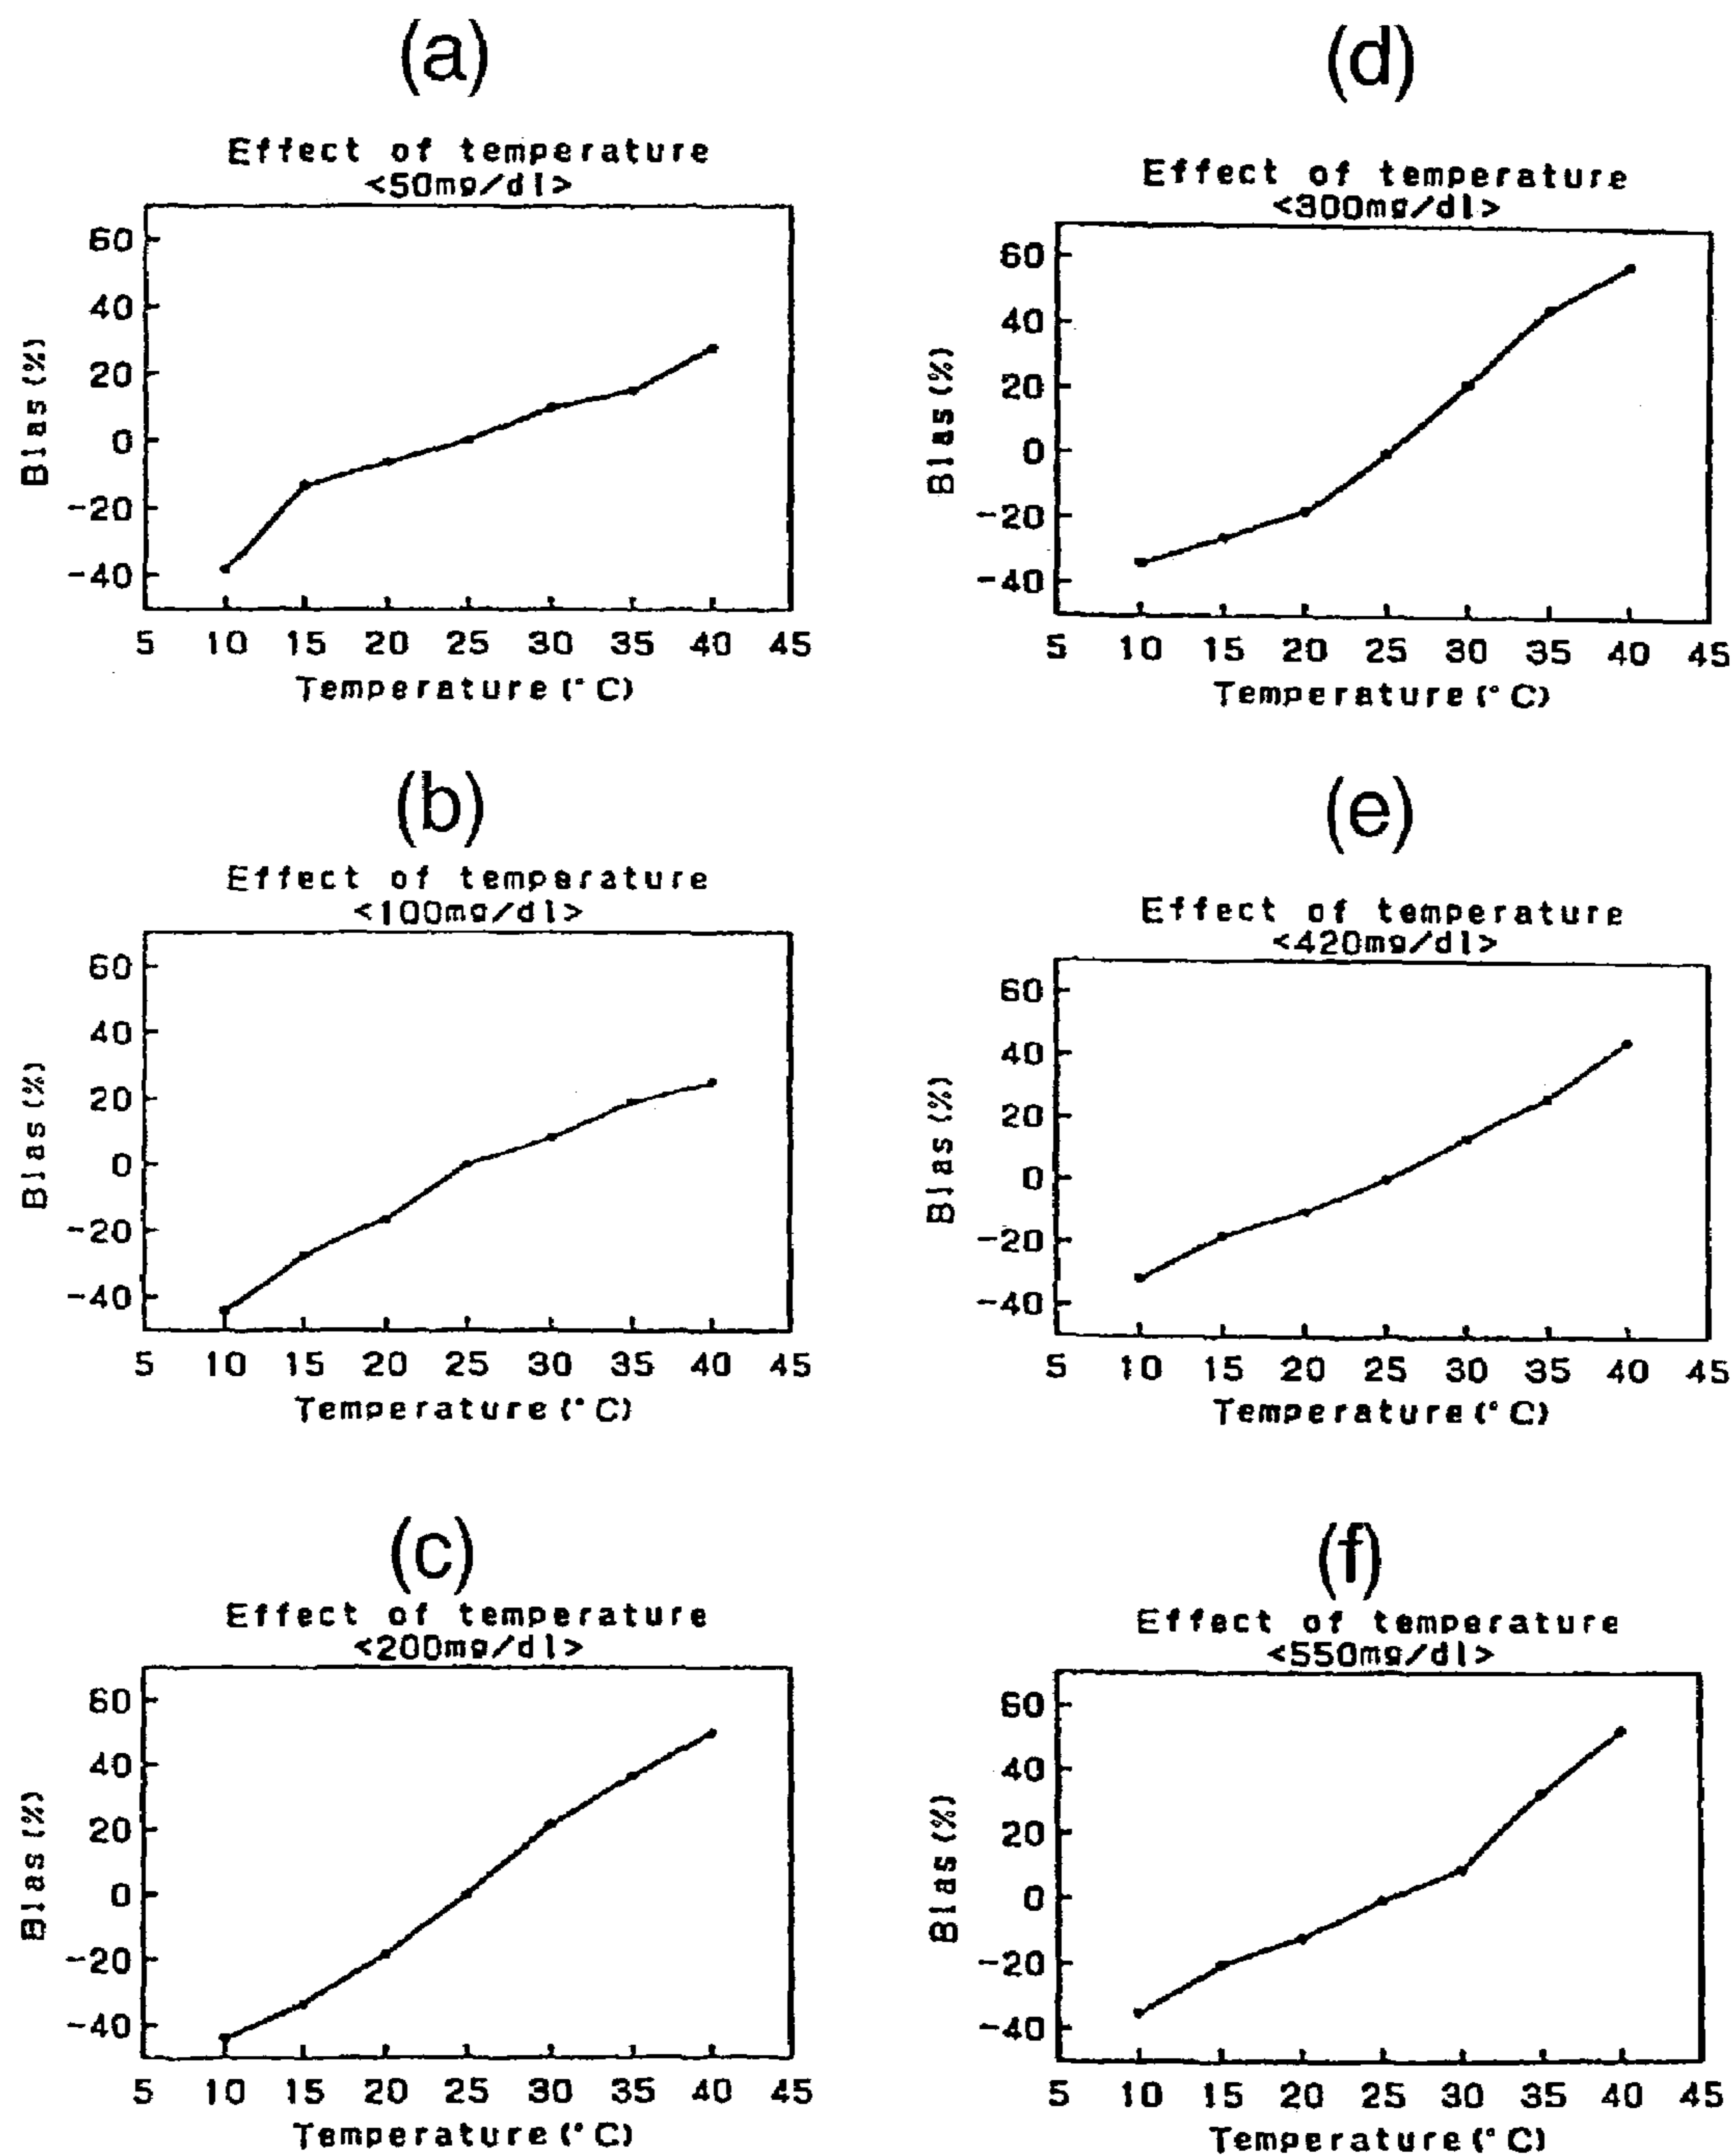 (a)
Effect of temperature
<50mg/dl>
60
40
20
0
-20
-40
Bias(%)
5 10 15 20 25 30 35 40 45
Temperature(°C)
(b)
Effect of temperature
<100mg/dl>
60
40
20
0
-20
-40
Bias(%)
5 10 15 20 25 30 35 40 45
Temperature(°C)
(c)
Effect of temperature
<200mg/dl>
60
40
20
0
-20
-40
Bias(%)
5 10 15 20 25 30 35 40 45
Temperature(°C)
(d)
Effect of temperature
<300mg/dl>
60
40
20
0
-20
-40
Bias(%)
5 10 15 20 25 30 35 40 45
Temperature(°C)
(e)
Effect of temperature
<420mg/dl>
60
40
20
0
-20
-40
Bias(%)
5 10 15 20 25 30 35 40 45
Temperature(°C)
(f)
Effect of temperature
<550mg/dl>
60
40
20
0
-20
-40
Bias(%)
5 10 15 20 25 30 35 40 45
Temperature(°C)